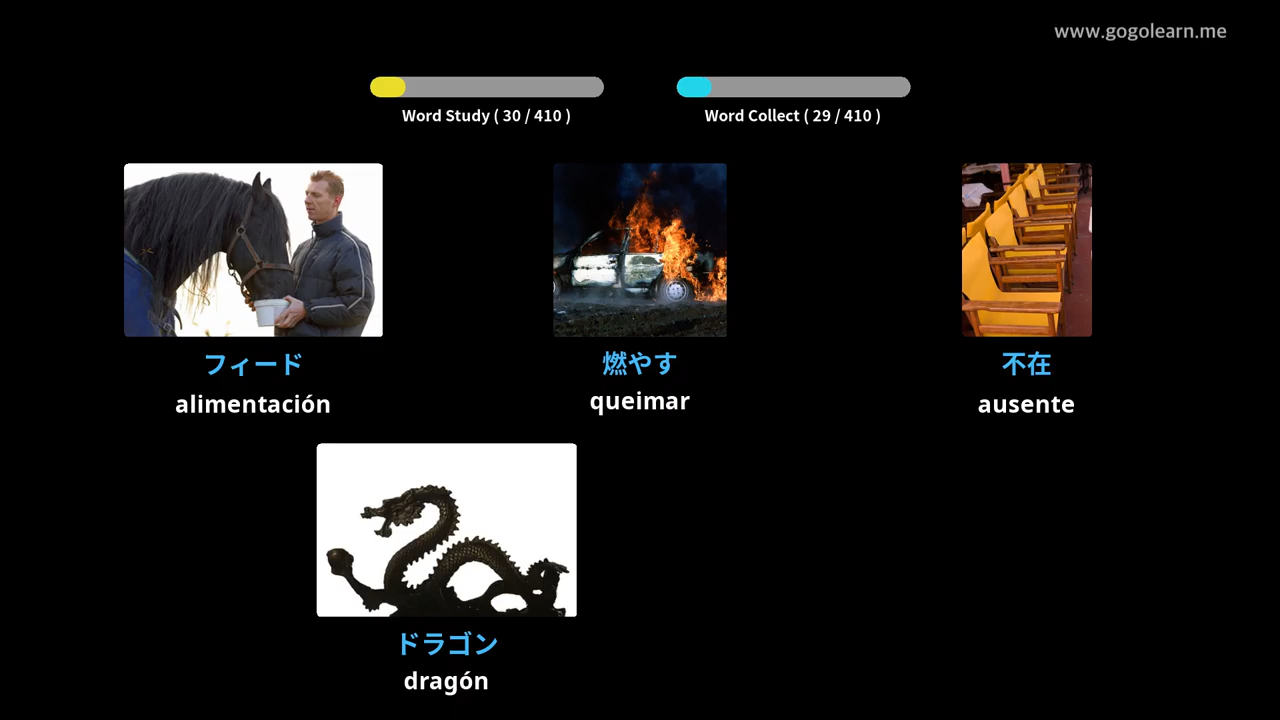 www.gogolearn.me
Word Study ( 30 / 410 )
Word Collect ( 29 / 410 )
フィード
alimentación
燃やす
queimar
不在
ausente
ドラゴン
dragón